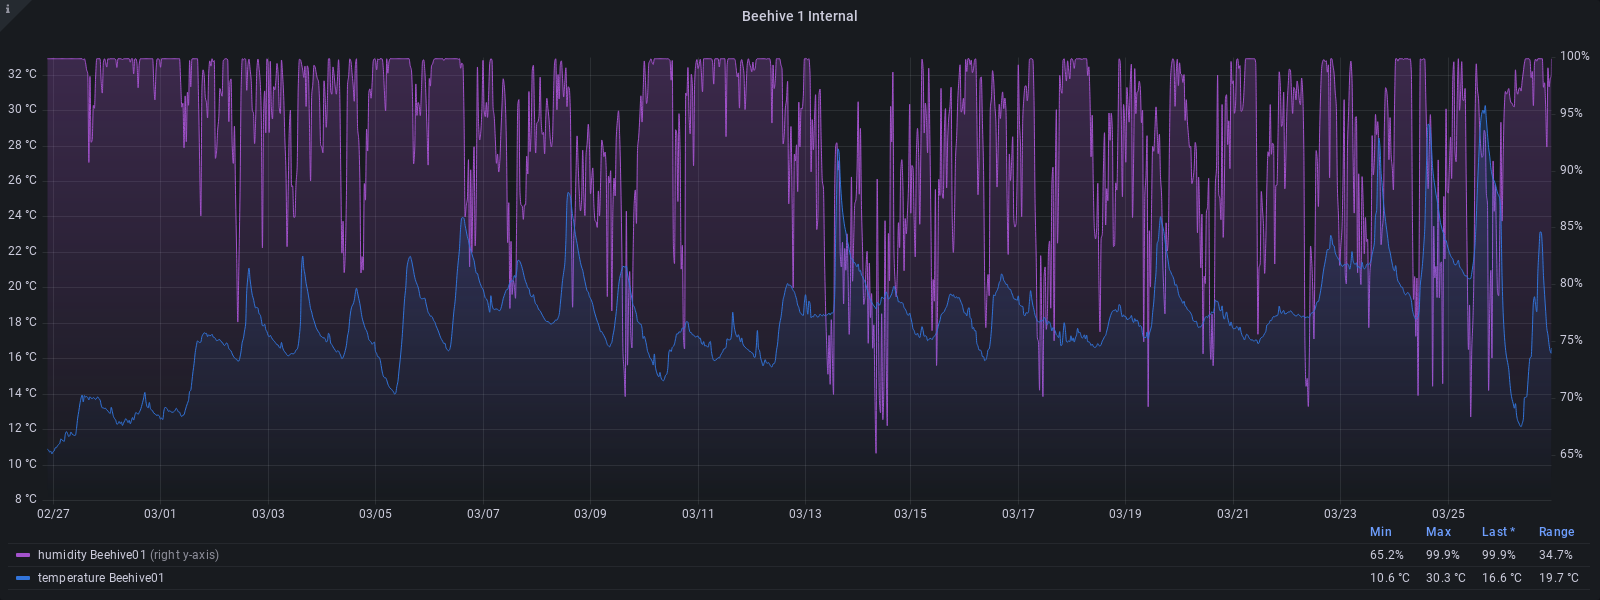 i
Beehive 1 Internal
32 °C
30 °C
28 °C
26 °C
24 °C
22 °C
20 °C
18 °C
16 °C
14 °C
12 °C
10 °C
8 °C
100%
95%
90%
85%
80%
75%
70%
65%
02/27 03/01 03/03 03/05 03/07 03/09 03/11 03/13 03/15 03/17 03/19 03/21 03/23 03/25
Min Max Last * Range
humidity Beehive01 (right y-axis) 65.2% 99.9% 99.9% 34.7%
temperature Beehive01 10.6 °C 30.3 °C 16.6 °C 19.7 °C